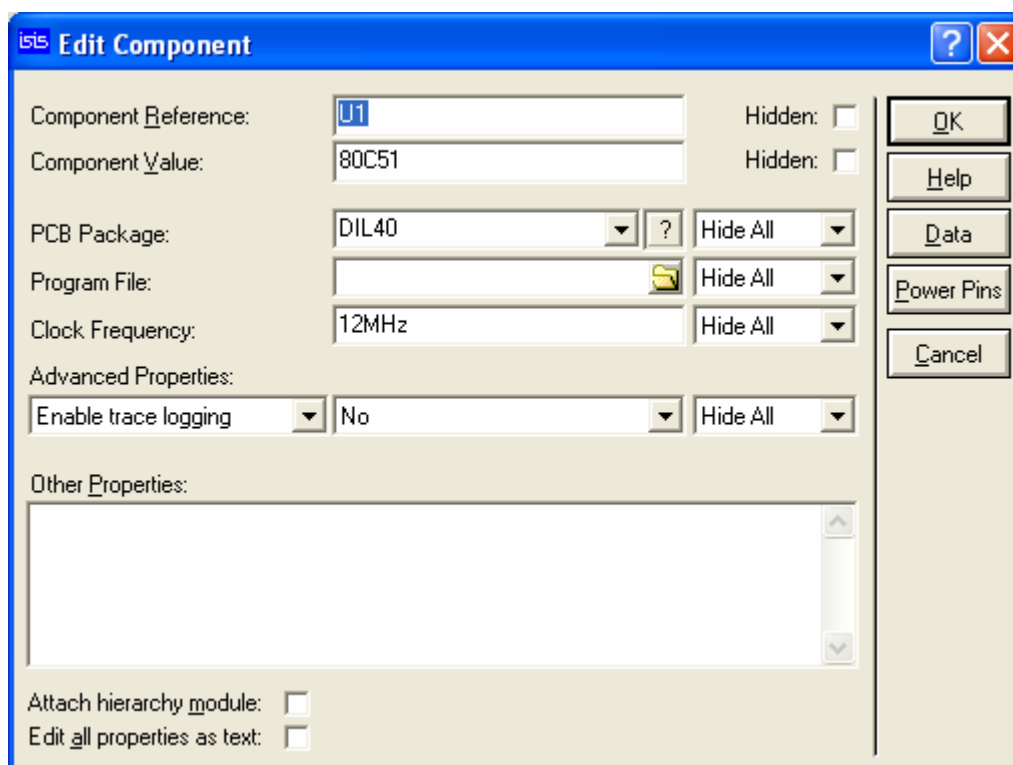 isis Edit Component
Component Reference: U1 Hidden: OK
Component Value: 80C51 Hidden: Help
PCB Package: DIL40 ? Hide All Data
Program File: Hide All Power Pins
Clock Frequency: 12MHz Hide All Cancel
Advanced Properties:
Enable trace logging No Hide All
Other Properties:
Attach hierarchy module:
Edit all properties as text: